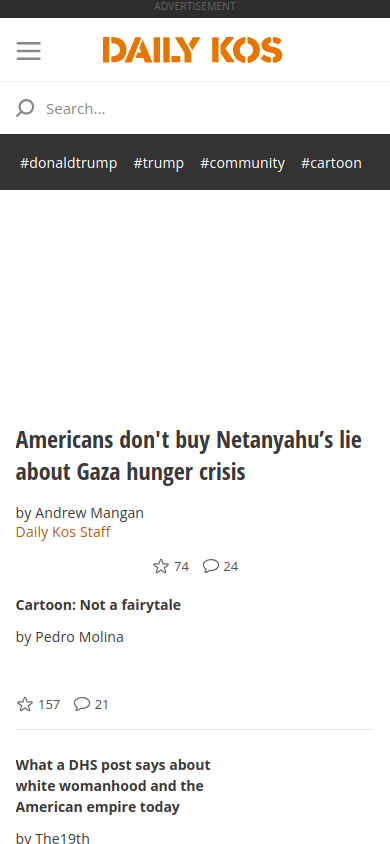 ADVERTISEMENT
DAILY KOS
Search...
#donaldtrump #trump #community #cartoon
Americans don't buy Netanyahu’s lie
about Gaza hunger crisis
by Andrew Mangan
Daily Kos Staff
74 24
Cartoon: Not a fairytale
by Pedro Molina
157 21
What a DHS post says about
white womanhood and the
American empire today
by The19th